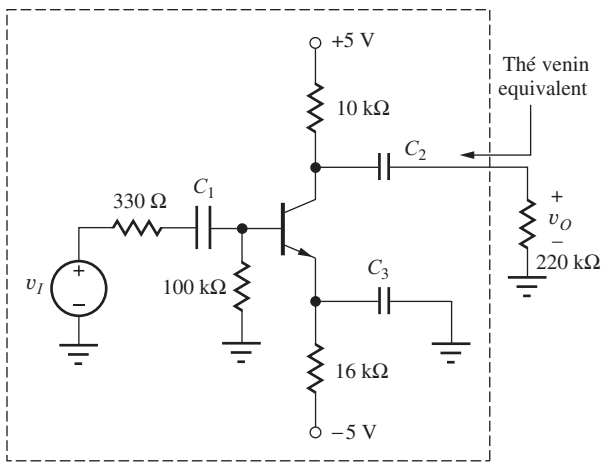 +5 V
Thé venin
equivalent
10 kΩ
C2
330 Ω
C1
+
vO
−
220 kΩ
vI
+
−
100 kΩ
C3
16 kΩ
−5 V